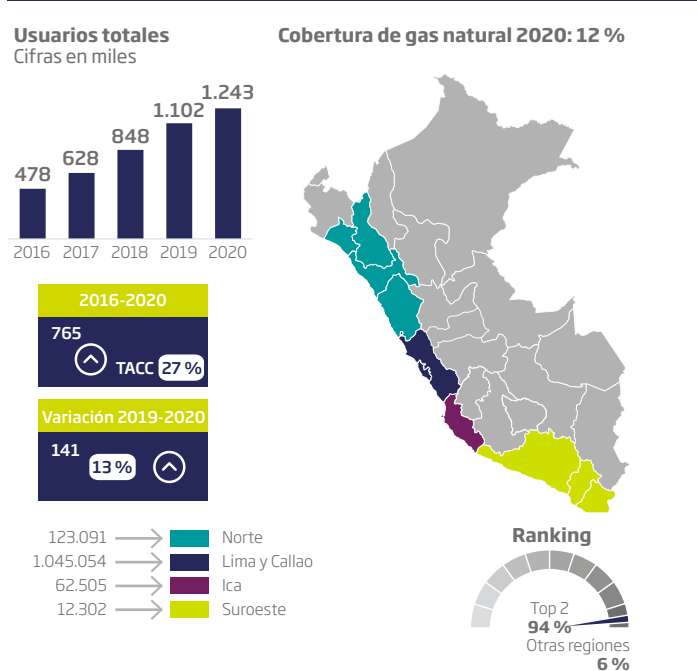 Usuarios totales
Cifras en miles
478
628
848
1.102
1.243
2016
2017
2018
2019
2020
2016-2020
765
TACC 27 %
Variación 2019-2020
141
13 %
Cobertura de gas natural 2020: 12 %
123.091 Norte
1.045.054 Lima y Callao
62.505 Ica
12.302 Suroeste
Ranking
Top 2
94 %
Otras regiones
6 %